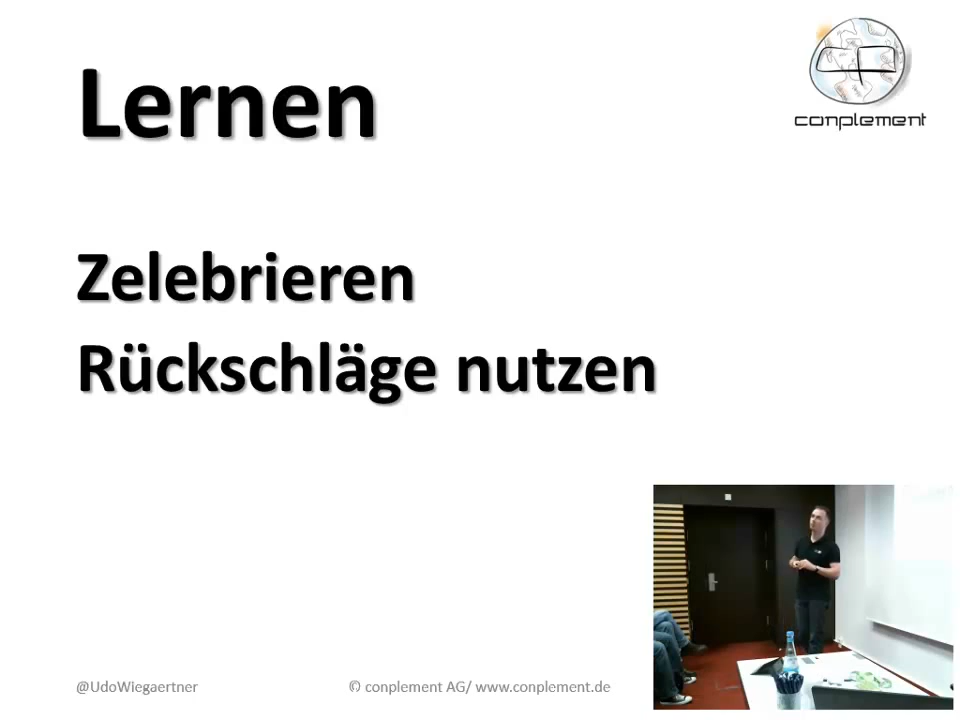 Lernen
conplement
Zelebrieren
Rückschläge nutzen
@UdoWiegaertner
© conplement AG/ www.conplement.de